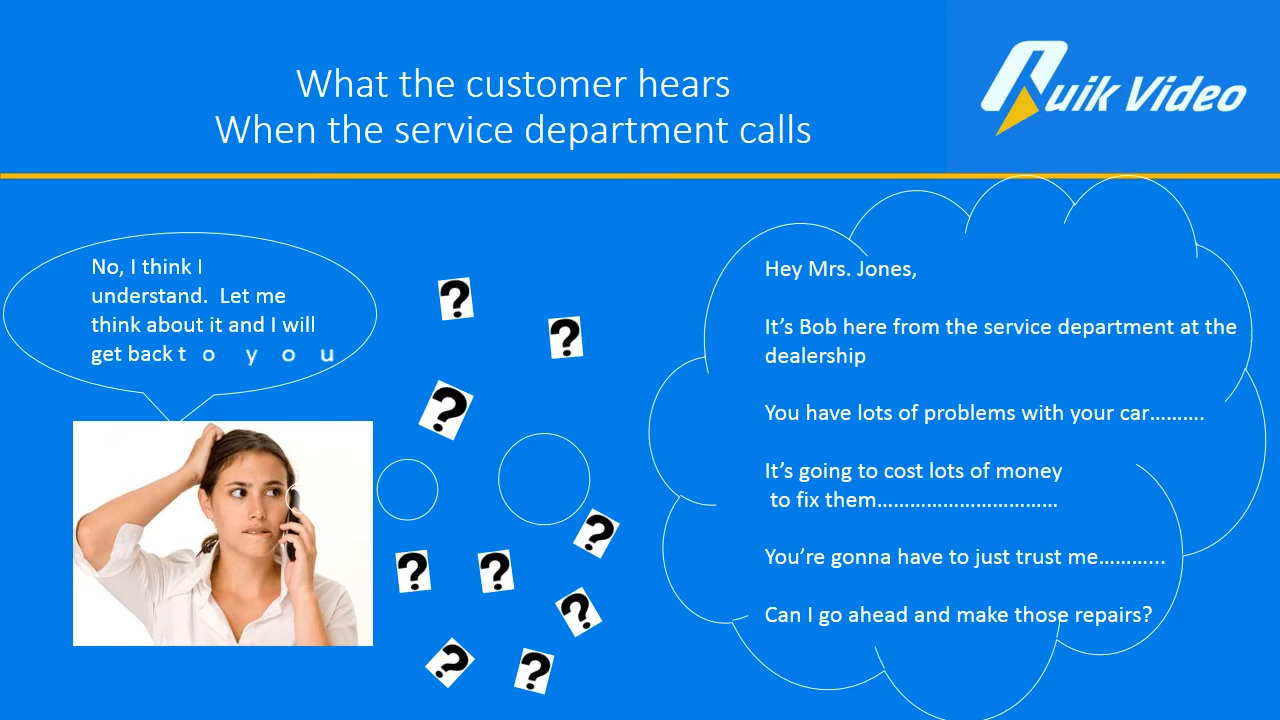 What the customer hears
When the service department calls
Quik Video
No, I think I
understand.  Let me
think about it and I will
get back t o y o u
?
?
?
?
?
?
?
?
?
Hey Mrs. Jones,
It's Bob here from the service department at the
dealership
You have lots of problems with your car……….
It's going to cost lots of money
to fix them……………………………
You're gonna have to just trust me………...
Can I go ahead and make those repairs?